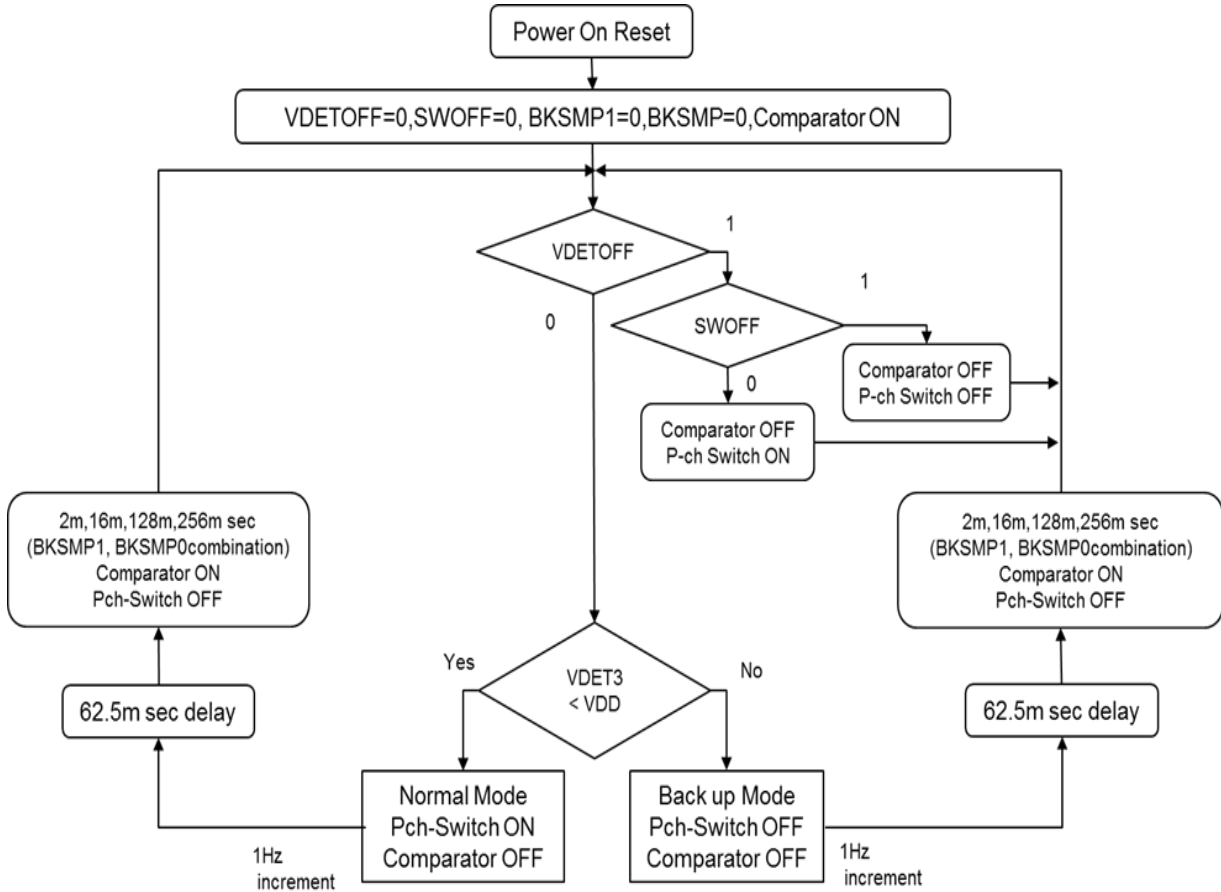 Power On Reset
VDETOFF=0,SWOFF=0, BKSMP1=0,BKSMP=0,Comparator ON
VDETOFF
1
0
SWOFF
1
0
Comparator OFF
P-ch Switch OFF
Comparator OFF
P-ch Switch ON
2m,16m,128m,256m sec
(BKSMP1, BKSMP0combination)
Comparator ON
Pch-Switch OFF
2m,16m,128m,256m sec
(BKSMP1, BKSMP0combination)
Comparator ON
Pch-Switch OFF
Yes
No
VDET3
< VDD
62.5m sec delay
62.5m sec delay
Normal Mode
Pch-Switch ON
Comparator OFF
Back up Mode
Pch-Switch OFF
Comparator OFF
1Hz
increment
1Hz
increment